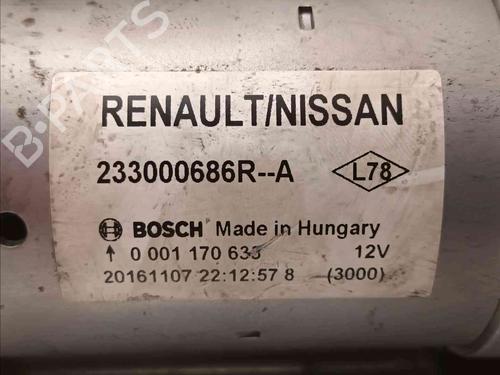 B-PARTS
RENAULT/NISSAN
233000686R--A
L78
BOSCH Made in Hungary
↑ 0 001 170 633 12V
20161107 22:12:57 8 (3000)